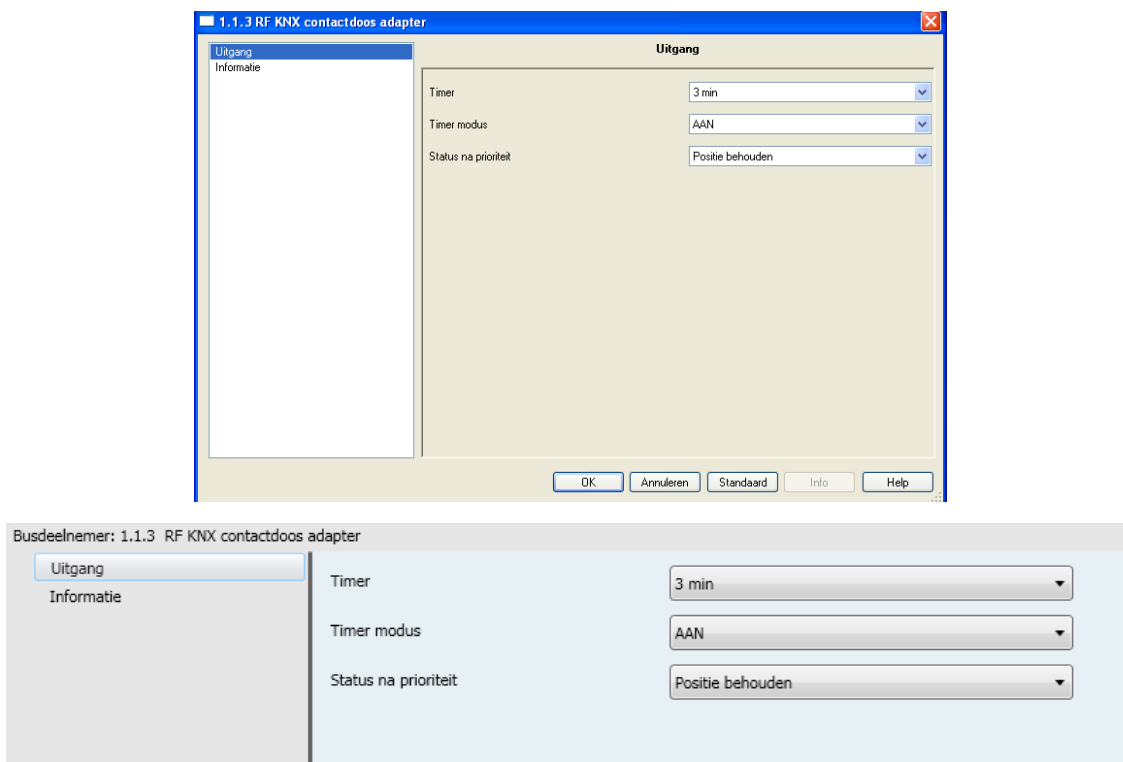 1.1.3 RF KNX contactdoos adapter
Uitgang
Informatie
Uitgang
Timer
3 min
Timer modus
AAN
Status na prioriteit
Positie behouden
OK
Annuleren
Standaard
Info
Help
Busdeelnemer: 1.1.3 RF KNX contactdoos adapter
Uitgang
Informatie
Timer
3 min
Timer modus
AAN
Status na prioriteit
Positie behouden